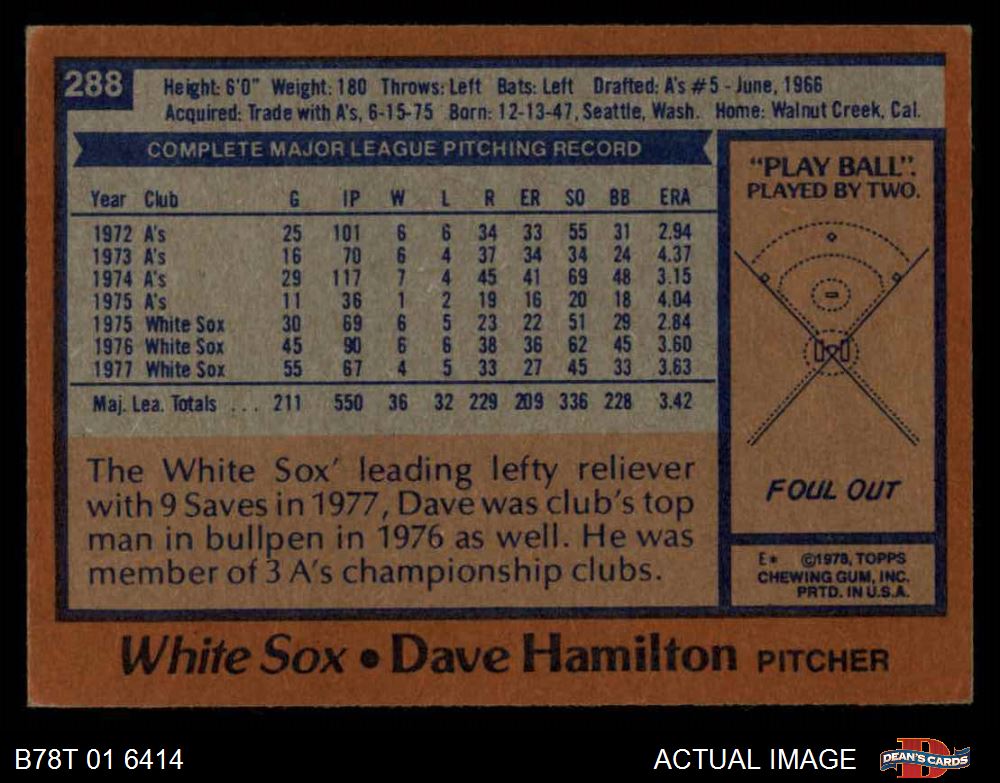 288
Height: 6'0" Weight: 180 Throws: Left Bats: Left Drafted: A's #5 - June, 1966
Acquired: Trade with A's, 6-15-75 Born: 12-13-47, Seattle, Wash. Home: Walnut Creek, Cal.
COMPLETE MAJOR LEAGUE PITCHING RECORD
Year Club G IP W L R ER SO BB ERA
1972 A's 25 101 6 6 34 33 55 31 2.94
1973 A's 16 70 6 4 37 34 34 24 4.37
1974 A's 29 117 7 4 45 41 69 48 3.15
1975 A's 11 36 1 2 19 16 20 18 4.04
1975 White Sox 30 69 6 5 23 22 51 29 2.84
1976 White Sox 45 90 6 6 38 36 62 45 3.60
1977 White Sox 55 67 4 5 33 27 45 33 3.63
Maj. Lea. Totals ... 211 550 36 32 229 209 336 228 3.42
The White Sox' leading lefty reliever
with 9 Saves in 1977, Dave was club's top
man in bullpen in 1976 as well. He was
member of 3 A's championship clubs.
"PLAY BALL".
PLAYED BY TWO.
FOUL OUT
E* ©1978, TOPPS
CHEWING GUM, INC.
PRTD. IN U.S.A.
White Sox • Dave Hamilton PITCHER
B78T 01 6414
ACTUAL IMAGE
DEAN'S CARDS